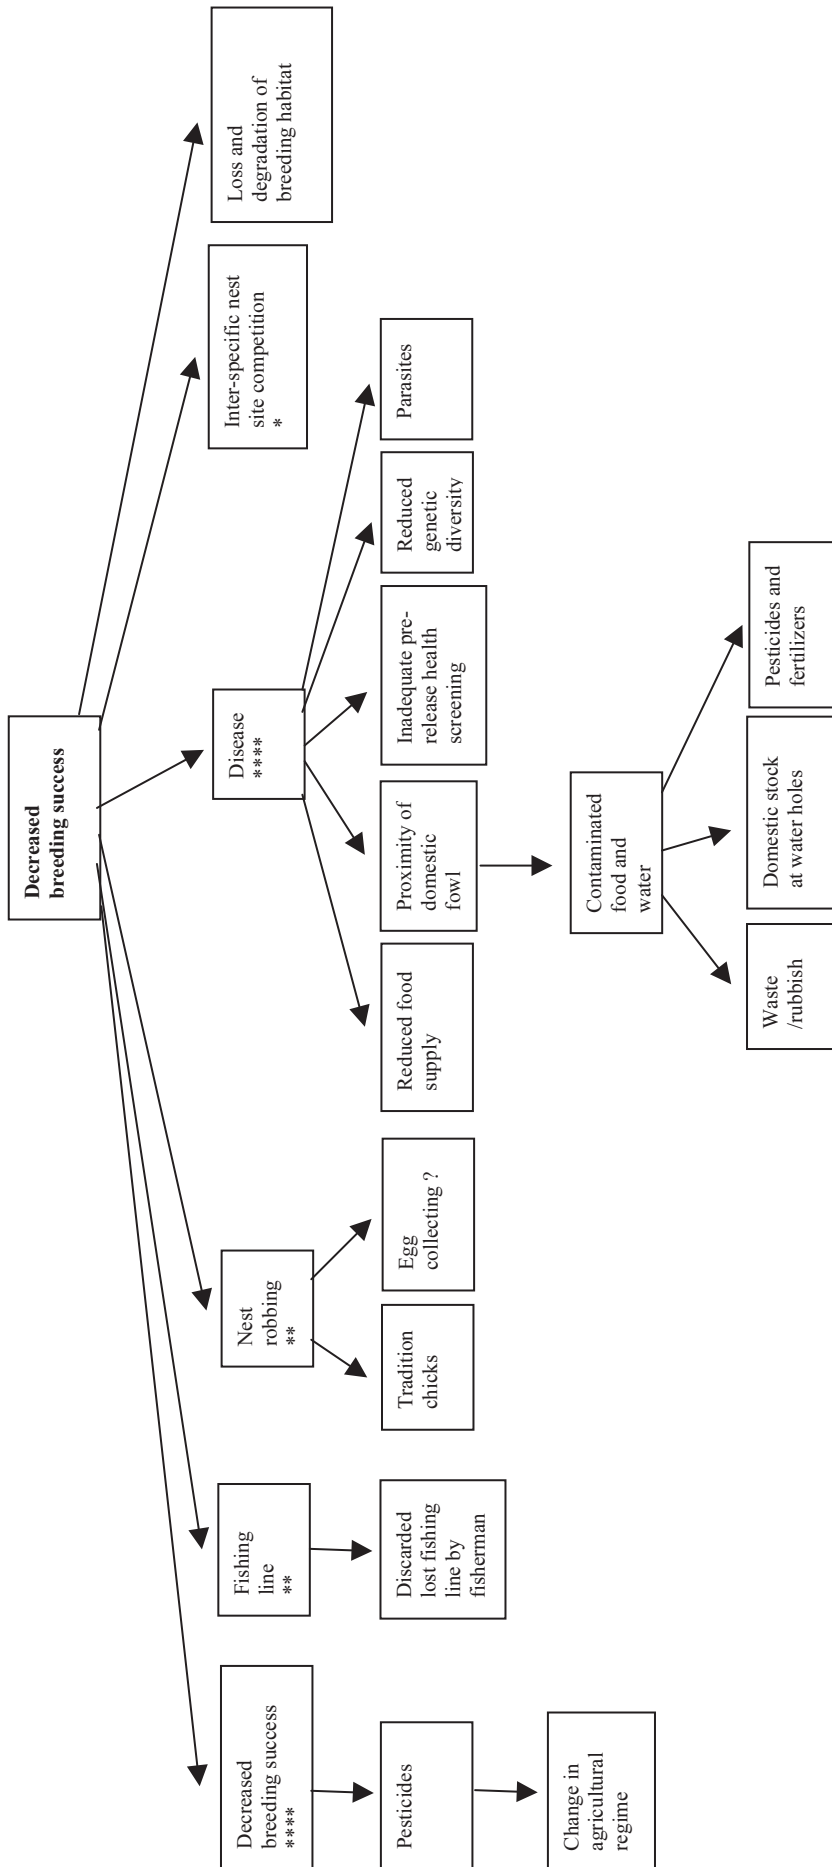 Decreased
breeding success
Decreased
breeding success
****
Fishing
line
**
Nest
robbing
**
Disease
****
Inter-specific nest
site competition
*
Loss and
degradation of
breeding habitat
Pesticides
Discarded
lost fishing
line by
fisherman
Tradition
chicks
Egg
collecting ?
Reduced food
supply
Proximity of
domestic
fowl
Inadequate pre-
release health
screening
Reduced
genetic
diversity
Parasites
Change in
agricultural
regime
Contaminated
food and
water
Waste
/rubbish
Domestic stock
at water holes
Pesticides and
fertilizers